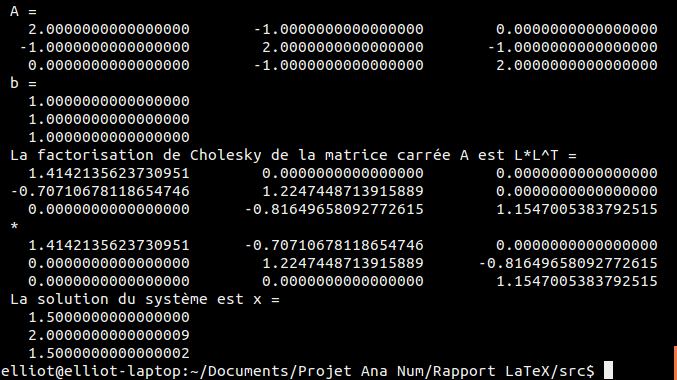 A =
2.0000000000000000 -1.0000000000000000 0.0000000000000000
-1.0000000000000000 2.0000000000000000 -1.0000000000000000
0.0000000000000000 -1.0000000000000000 2.0000000000000000
b =
1.0000000000000000
1.0000000000000000
1.0000000000000000
La factorisation de Cholesky de la matrice carrée A est L*L^T =
1.4142135623730951 0.0000000000000000 0.0000000000000000
-0.70710678118654746 1.2247448713915889 0.0000000000000000
0.0000000000000000 -0.81649658092772615 1.1547005383792515
*
1.4142135623730951 -0.70710678118654746 0.0000000000000000
0.0000000000000000 1.2247448713915889 -0.81649658092772615
0.0000000000000000 0.0000000000000000 1.1547005383792515
La solution du système est x =
1.5000000000000000
2.0000000000000009
1.5000000000000002
elliot@elliot-laptop:~/Documents/Projet Ana Num/Rapport LaTeX/src$